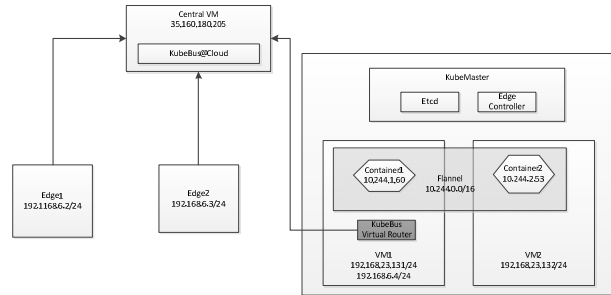 Central VM
35,160,180,205
KubeBus@Cloud
KubeMaster
Etcd
Edge
Controller
Edge1
192.1168.6.2/24
Edge2
192.168.6.3/24
Container1
10,244,1,60
Flannel
10.244.0.0/16
Container2
10.244.2.53
KubeBus
Virtual Router
VM1
192,168,23,131/24
192.168.6.4/24
VM2
192,168,23,132/24